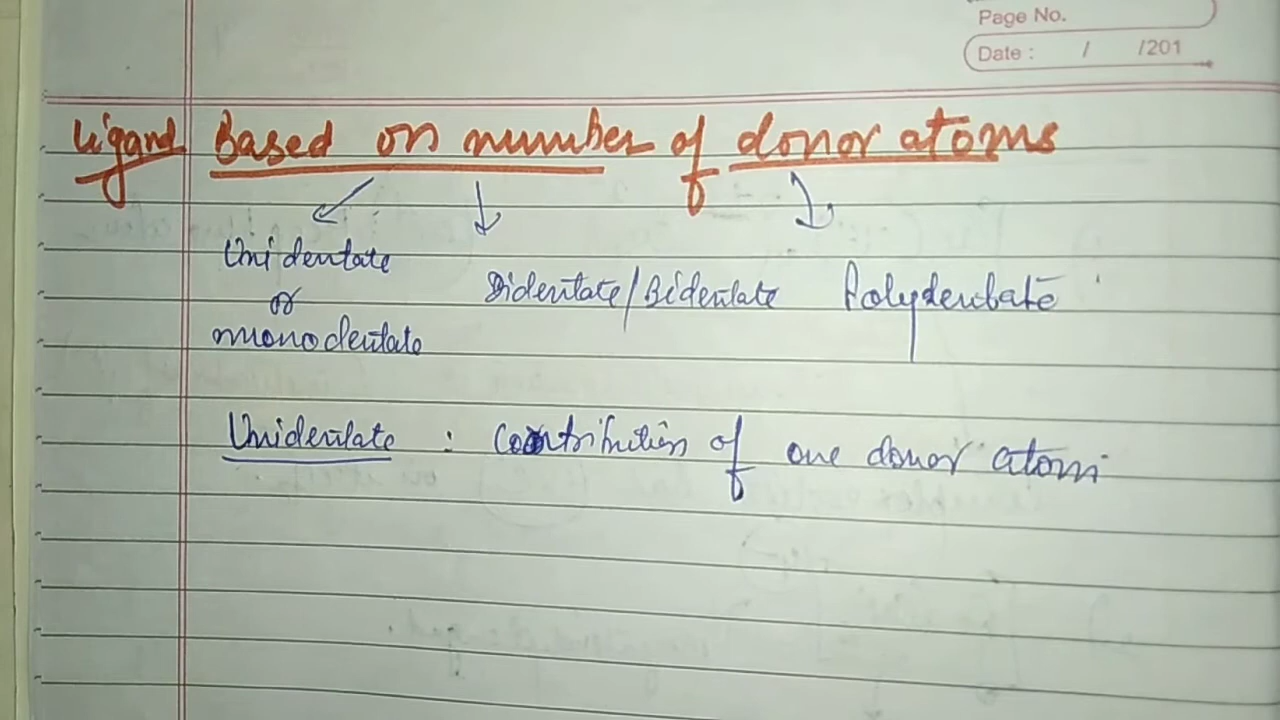 Page No.
Date : / /201
Ligand Based on number of donor atoms
Unidentate
or
monodentate
Didentate/Bidentate
Polydentate
Unidentate : Contribution of one donor atom